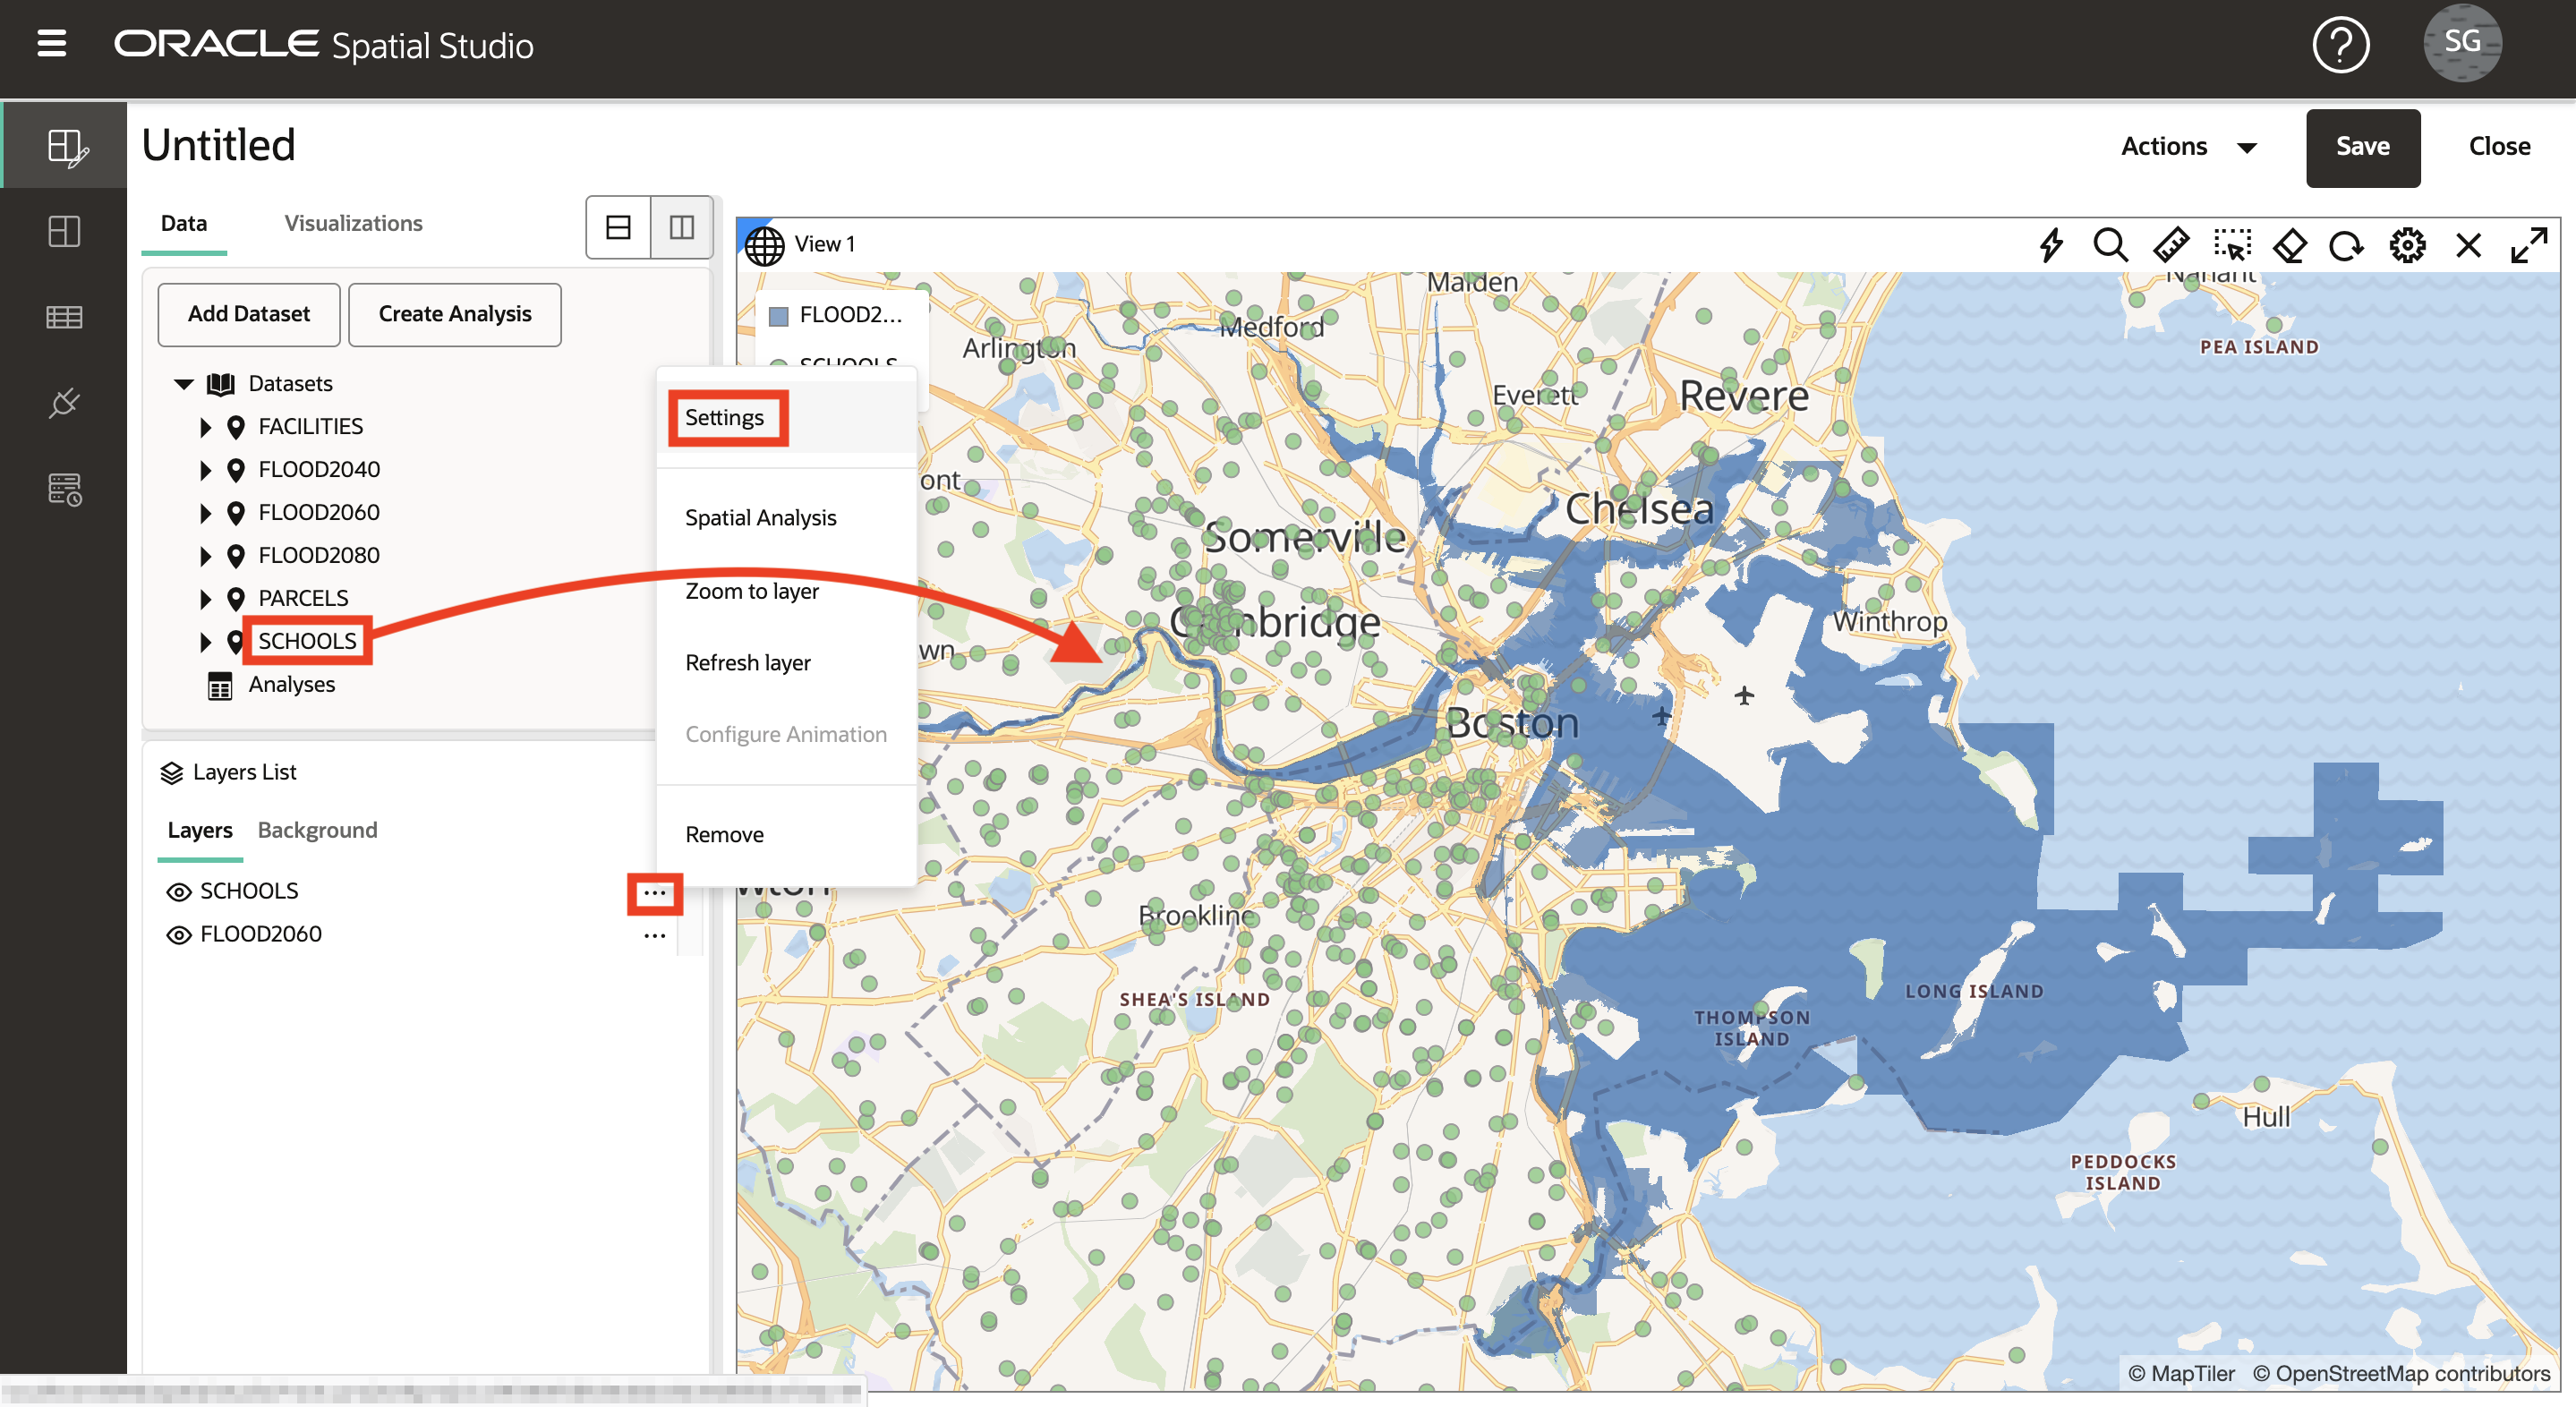 ORACLE Spatial Studio
SG
Untitled
Actions
Save
Close
Data
Visualizations
Add Dataset
Create Analysis
Datasets
FACILITIES
FLOOD2040
FLOOD2060
FLOOD2080
PARCELS
SCHOOLS
Analyses
Layers List
Layers
Background
SCHOOLS
...
FLOOD2060
...
Settings
Spatial Analysis
Zoom to layer
Refresh layer
Configure Animation
Remove
View 1
FLOOD2...
SCHOOLS
Malden
Medford
Arlington
Everett
Revere
Nahant
PEA ISLAND
ont
Chelsea
Somerville
Cambridge
Winthrop
wn
Boston
Brookline
SHEA'S ISLAND
LONG ISLAND
THOMPSON
ISLAND
Hull
PEDDOCKS
ISLAND
© MapTiler © OpenStreetMap contributors